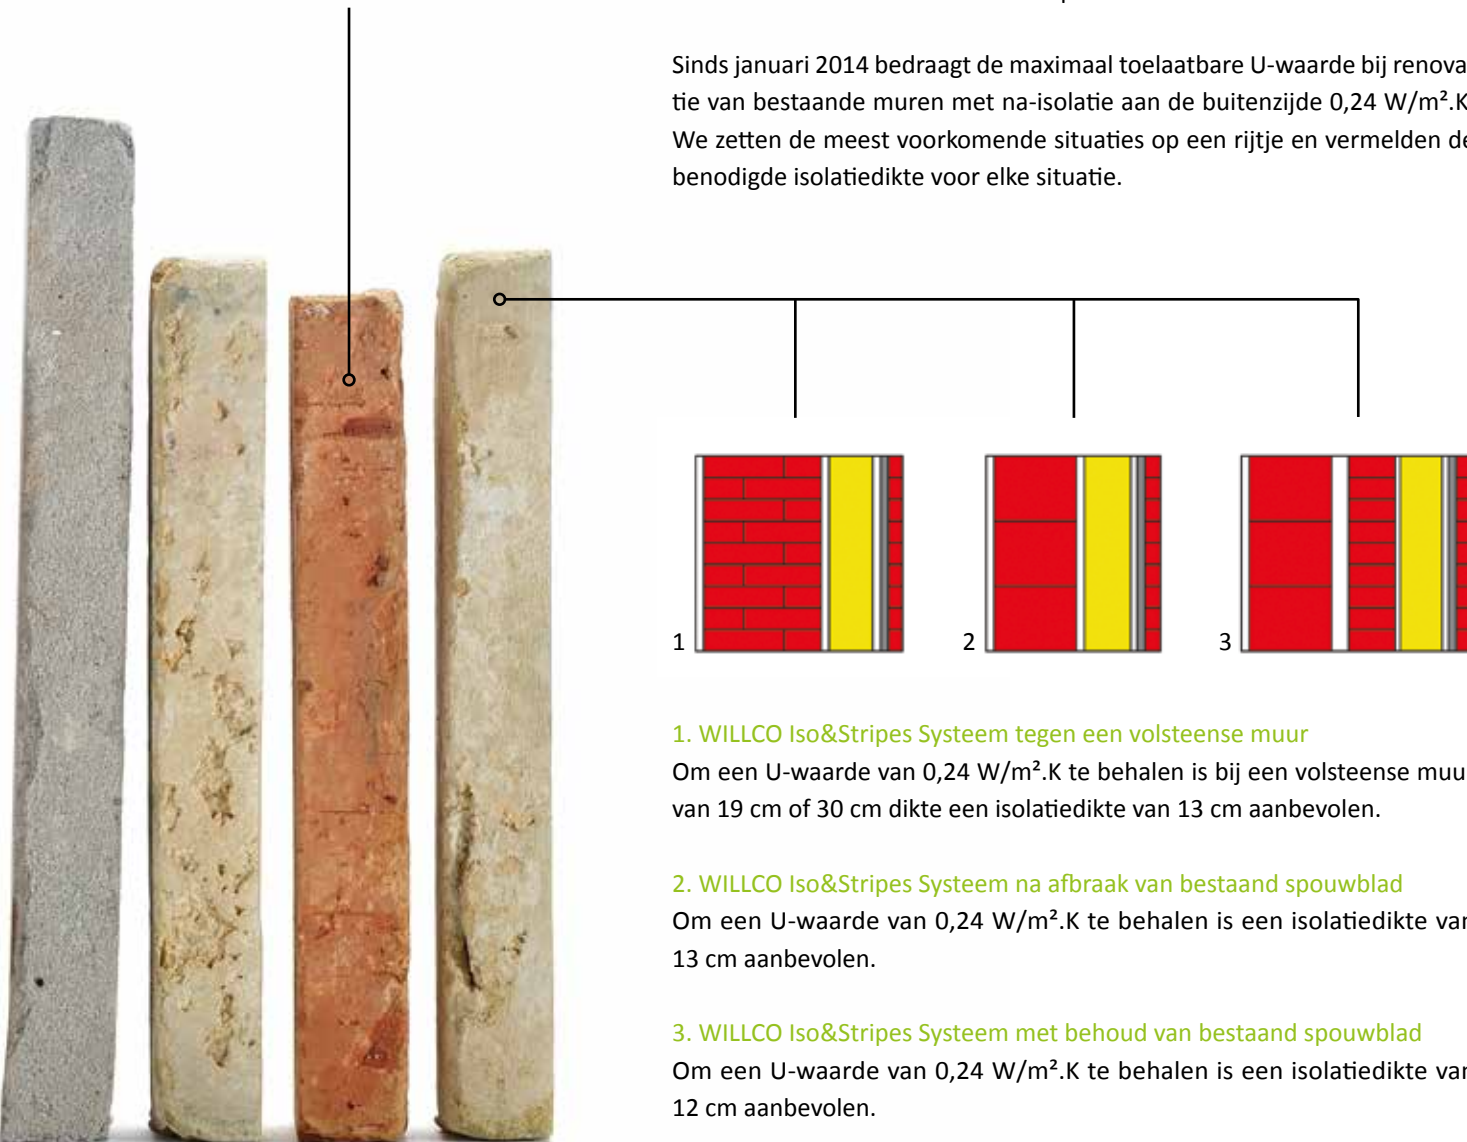 Sinds januari 2014 bedraagt de maximaal toelaatbare U-waarde bij renova
tie van bestaande muren met na-isolatie aan de buitenzijde 0,24 W/m².K
We zetten de meest voorkomende situaties op een rijtje en vermelden de
benodigde isolatiedikte voor elke situatie.
1
2
3
1. WILLCO Iso&Stripes Systeem tegen een volsteense muur
Om een U-waarde van 0,24 W/m².K te behalen is bij een volsteense muu
van 19 cm of 30 cm dikte een isolatiedikte van 13 cm aanbevolen.
2. WILLCO Iso&Stripes Systeem na afbraak van bestaand spouwblad
Om een U-waarde van 0,24 W/m².K te behalen is een isolatiedikte van
13 cm aanbevolen.
3. WILLCO Iso&Stripes Systeem met behoud van bestaand spouwblad
Om een U-waarde van 0,24 W/m².K te behalen is een isolatiedikte van
12 cm aanbevolen.